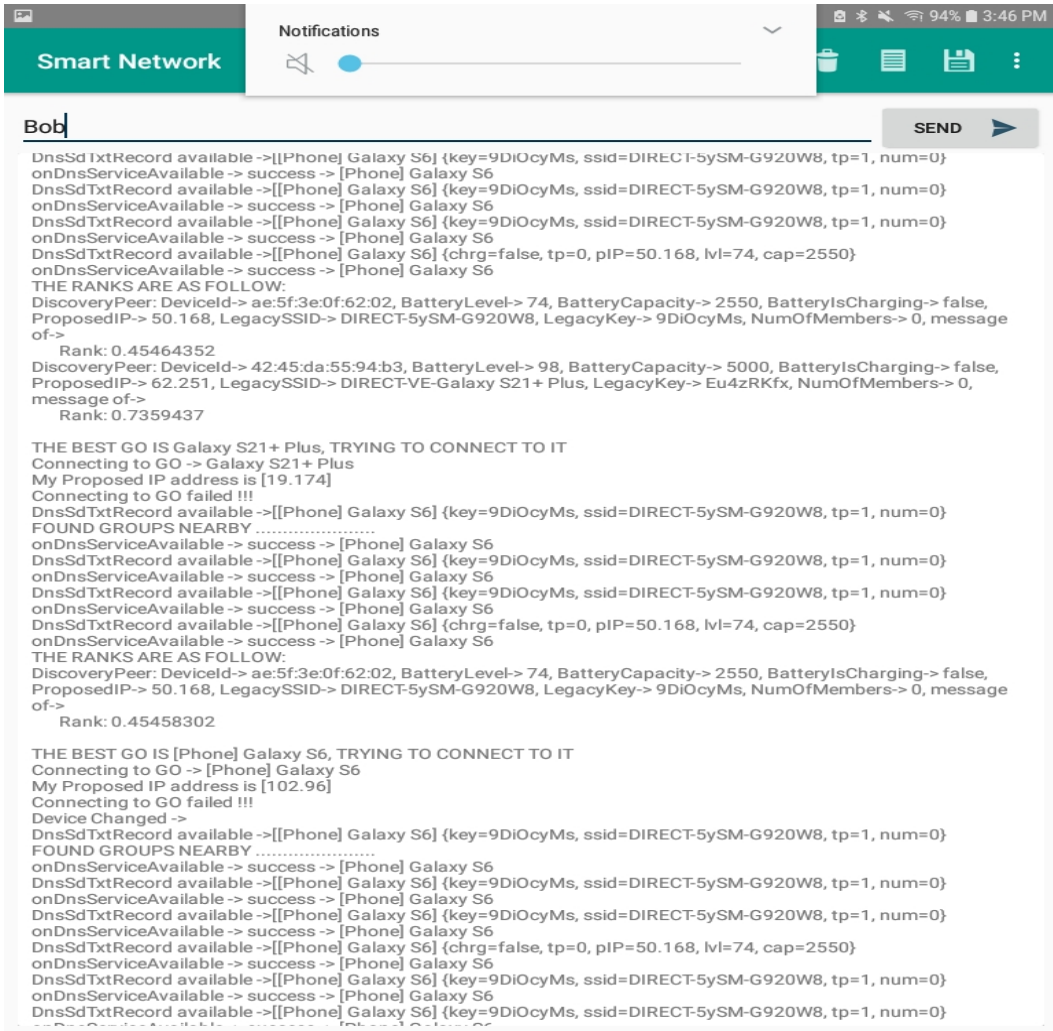 94% 3:46 PM
Notifications
Smart Network
Bob
SEND
DnsSdTxtRecord available ->[[Phone] Galaxy S6] {key=9DiOcyMs, ssid=DIRECT-5ySM-G920W8, tp=1, num=0}
onDnsServiceAvailable -> success -> [Phone] Galaxy S6
DnsSdTxtRecord available ->[[Phone] Galaxy S6] {key=9DiOcyMs, ssid=DIRECT-5ySM-G920W8, tp=1, num=0}
onDnsServiceAvailable -> success -> [Phone] Galaxy S6
DnsSdTxtRecord available ->[[Phone] Galaxy S6] {key=9DiOcyMs, ssid=DIRECT-5ySM-G920W8, tp=1, num=0}
onDnsServiceAvailable -> success -> [Phone] Galaxy S6
DnsSdTxtRecord available ->[[Phone] Galaxy S6] {chrg=false, tp=0, pIP=50.168, lvl=74, cap=2550}
onDnsServiceAvailable -> success -> [Phone] Galaxy S6
THE RANKS ARE AS FOLLOW:
DiscoveryPeer: DeviceId-> ae:5f:3e:0f:62:02, BatteryLevel-> 74, BatteryCapacity-> 2550, BatteryIsCharging-> false,
ProposedIP-> 50.168, LegacySSID-> DIRECT-5ySM-G920W8, LegacyKey-> 9DiOcyMs, NumOfMembers-> 0, message
of->
Rank: 0.45464352
DiscoveryPeer: DeviceId-> 42:45:da:55:94:b3, BatteryLevel-> 98, BatteryCapacity-> 5000, BatteryIsCharging-> false,
ProposedIP-> 62.251, LegacySSID-> DIRECT-VE-Galaxy S21+ Plus, LegacyKey-> Eu4zRKfx, NumOfMembers-> 0,
message of->
Rank: 0.7359437
THE BEST GO IS Galaxy S21+ Plus, TRYING TO CONNECT TO IT
Connecting to GO -> Galaxy S21+ Plus
My Proposed IP address is [19.174]
Connecting to GO failed !!!
DnsSdTxtRecord available ->[[Phone] Galaxy S6] {key=9DiOcyMs, ssid=DIRECT-5ySM-G920W8, tp=1, num=0}
FOUND GROUPS NEARBY ......................
onDnsServiceAvailable -> success -> [Phone] Galaxy S6
DnsSdTxtRecord available ->[[Phone] Galaxy S6] {key=9DiOcyMs, ssid=DIRECT-5ySM-G920W8, tp=1, num=0}
onDnsServiceAvailable -> success -> [Phone] Galaxy S6
DnsSdTxtRecord available ->[[Phone] Galaxy S6] {key=9DiOcyMs, ssid=DIRECT-5ySM-G920W8, tp=1, num=0}
onDnsServiceAvailable -> success -> [Phone] Galaxy S6
DnsSdTxtRecord available ->[[Phone] Galaxy S6] {chrg=false, tp=0, pIP=50.168, lvl=74, cap=2550}
onDnsServiceAvailable -> success -> [Phone] Galaxy S6
THE RANKS ARE AS FOLLOW:
DiscoveryPeer: DeviceId-> ae:5f:3e:0f:62:02, BatteryLevel-> 74, BatteryCapacity-> 2550, BatteryIsCharging-> false,
ProposedIP-> 50.168, LegacySSID-> DIRECT-5ySM-G920W8, LegacyKey-> 9DiOcyMs, NumOfMembers-> 0, message
of->
Rank: 0.45458302
THE BEST GO IS [Phone] Galaxy S6, TRYING TO CONNECT TO IT
Connecting to GO -> [Phone] Galaxy S6
My Proposed IP address is [102.96]
Connecting to GO failed !!!
Device Changed ->
DnsSdTxtRecord available ->[[Phone] Galaxy S6] {key=9DiOcyMs, ssid=DIRECT-5ySM-G920W8, tp=1, num=0}
FOUND GROUPS NEARBY ......................
onDnsServiceAvailable -> success -> [Phone] Galaxy S6
DnsSdTxtRecord available ->[[Phone] Galaxy S6] {key=9DiOcyMs, ssid=DIRECT-5ySM-G920W8, tp=1, num=0}
onDnsServiceAvailable -> success -> [Phone] Galaxy S6
DnsSdTxtRecord available ->[[Phone] Galaxy S6] {key=9DiOcyMs, ssid=DIRECT-5ySM-G920W8, tp=1, num=0}
onDnsServiceAvailable -> success -> [Phone] Galaxy S6
DnsSdTxtRecord available ->[[Phone] Galaxy S6] {chrg=false, tp=0, pIP=50.168, lvl=74, cap=2550}
onDnsServiceAvailable -> success -> [Phone] Galaxy S6
DnsSdTxtRecord available ->[[Phone] Galaxy S6] {key=9DiOcyMs, ssid=DIRECT-5ySM-G920W8, tp=1, num=0}
onDnsServiceAvailable -> success -> [Phone] Galaxy S6
DnsSdTxtRecord available ->[[Phone] Galaxy S6] {key=9DiOcyMs, ssid=DIRECT-5ySM-G920W8, tp=1, num=0}